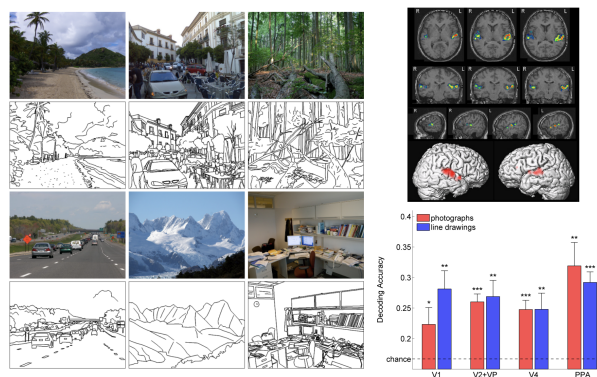 R L R L R L
R L R L R L
R R L L
0.4
photographs
line drawings
**
0.35
***
Decoding Accuracy
0.3
**
**
***
**
***
0.25
*
0.2
chance
V1 V2+VP V4 PPA